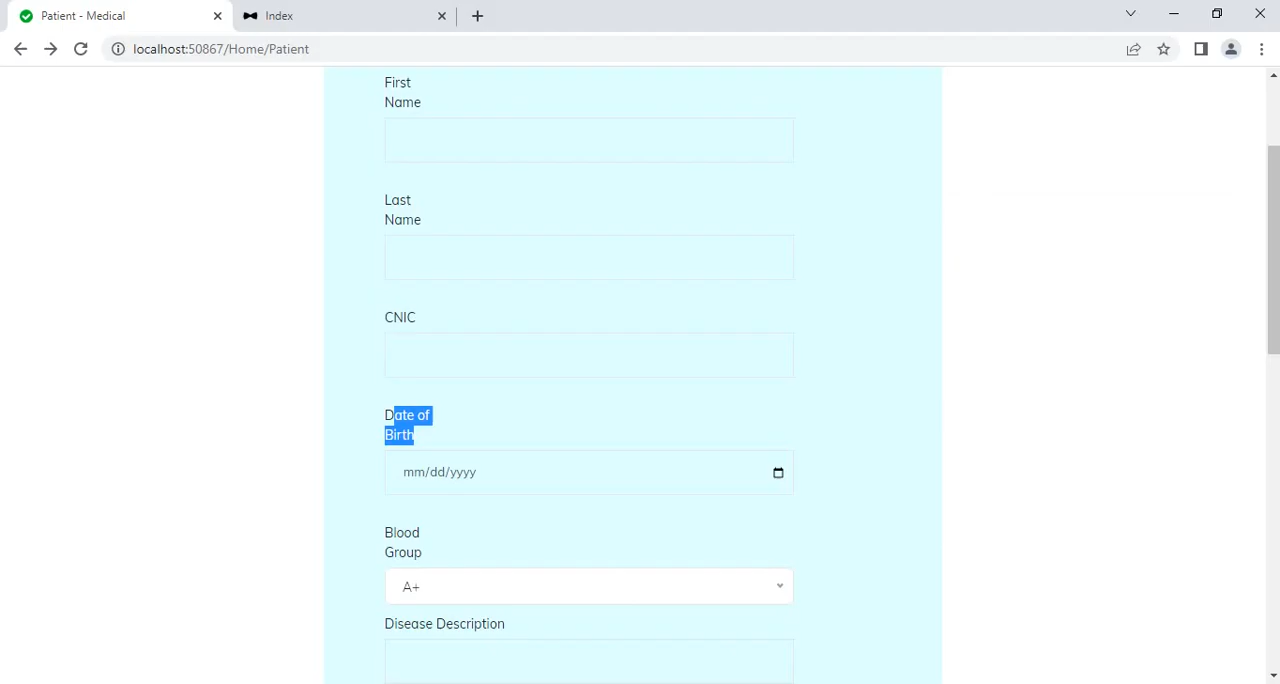 Patient - Medical
Index
localhost:50867/Home/Patient
First
Name
Last
Name
CNIC
Date of
Birth
mm/dd/yyyy
Blood
Group
A+
Disease Description